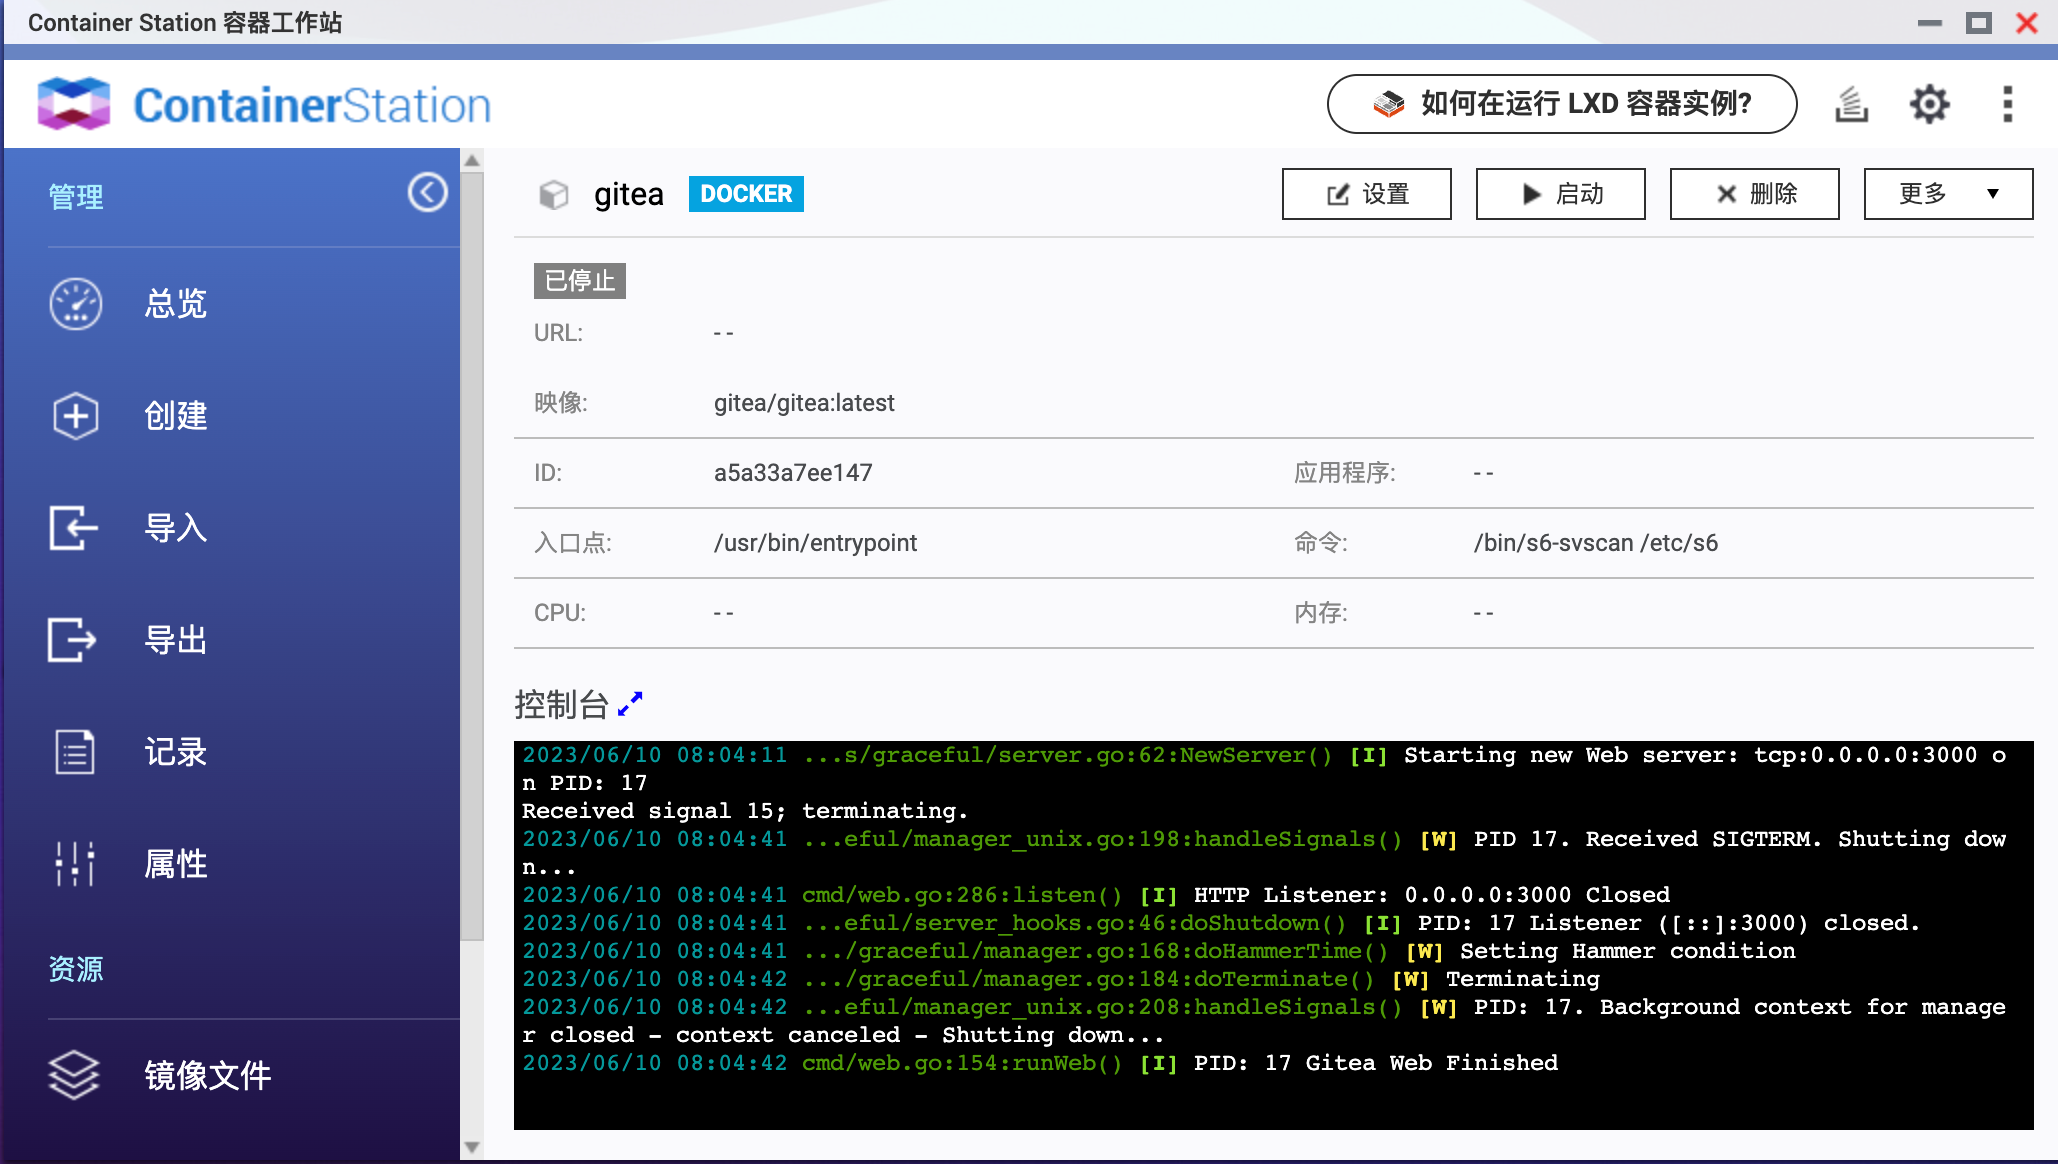 Container Station 容器工作站
ContainerStation
如何在运行 LXD 容器实例?
管理
总览
创建
导入
导出
记录
属性
资源
镜像文件
gitea DOCKER
设置
启动
删除
更多
已停止
URL: --
映像: gitea/gitea:latest
ID: a5a33a7ee147 应用程序: --
入口点: /usr/bin/entrypoint 命令: /bin/s6-svscan /etc/s6
CPU: -- 内存: --
控制台
2023/06/10 08:04:11 ...s/graceful/server.go:62:NewServer() [I] Starting new Web server: tcp:0.0.0.0:3000 o
n PID: 17
Received signal 15; terminating.
2023/06/10 08:04:41 ...eful/manager_unix.go:198:handleSignals() [W] PID 17. Received SIGTERM. Shutting dow
n...
2023/06/10 08:04:41 cmd/web.go:286:listen() [I] HTTP Listener: 0.0.0.0:3000 Closed
2023/06/10 08:04:41 ...eful/server_hooks.go:46:doShutdown() [I] PID: 17 Listener ([::]:3000) closed.
2023/06/10 08:04:41 .../graceful/manager.go:168:doHammerTime() [W] Setting Hammer condition
2023/06/10 08:04:42 .../graceful/manager.go:184:doTerminate() [W] Terminating
2023/06/10 08:04:42 ...eful/manager_unix.go:208:handleSignals() [W] PID: 17. Background context for manage
r closed - context canceled - Shutting down...
2023/06/10 08:04:42 cmd/web.go:154:runWeb() [I] PID: 17 Gitea Web Finished